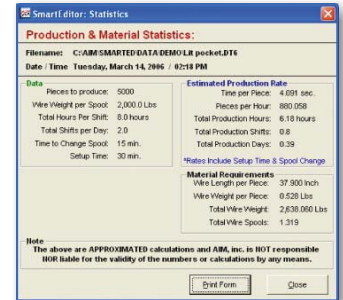 SmartEditor: Statistics
Production & Material Statistics:
Filename: C:\AIM\SMARTED\DATA\DEMO\Lit pocket.DT6
Date / Time Tuesday, March 14, 2006 / 02:18 PM
Data
Pieces to produce: 5000
Wire Weight per Spool: 2,000.0 Lbs
Total Hours Per Shift: 8.0 hours
Total Shifts per Day: 2.0
Time to Change Spool: 15 min.
Setup Time: 30 min.
Estimated Production Rate
Time per Piece: 4.091 sec.
Pieces per Hour: 880.058
Total Production Hours: 6.18 hours
Total Production Shifts: 0.8
Total Production Days: 0.39
*Rates Include Setup Time & Spool Change
Material Requirements
Wire Length per Piece: 37.900 Inch
Wire Weight per Piece: 0.528 Lbs
Total Wire Weight: 2,638.060 Lbs
Total Wire Spools: 1.319
Note
The above are APPROXIMATED calculations and AIM, inc. is NOT responsible
NOR liable for the validity of the numbers or calculations by any means.
Print Form
Close